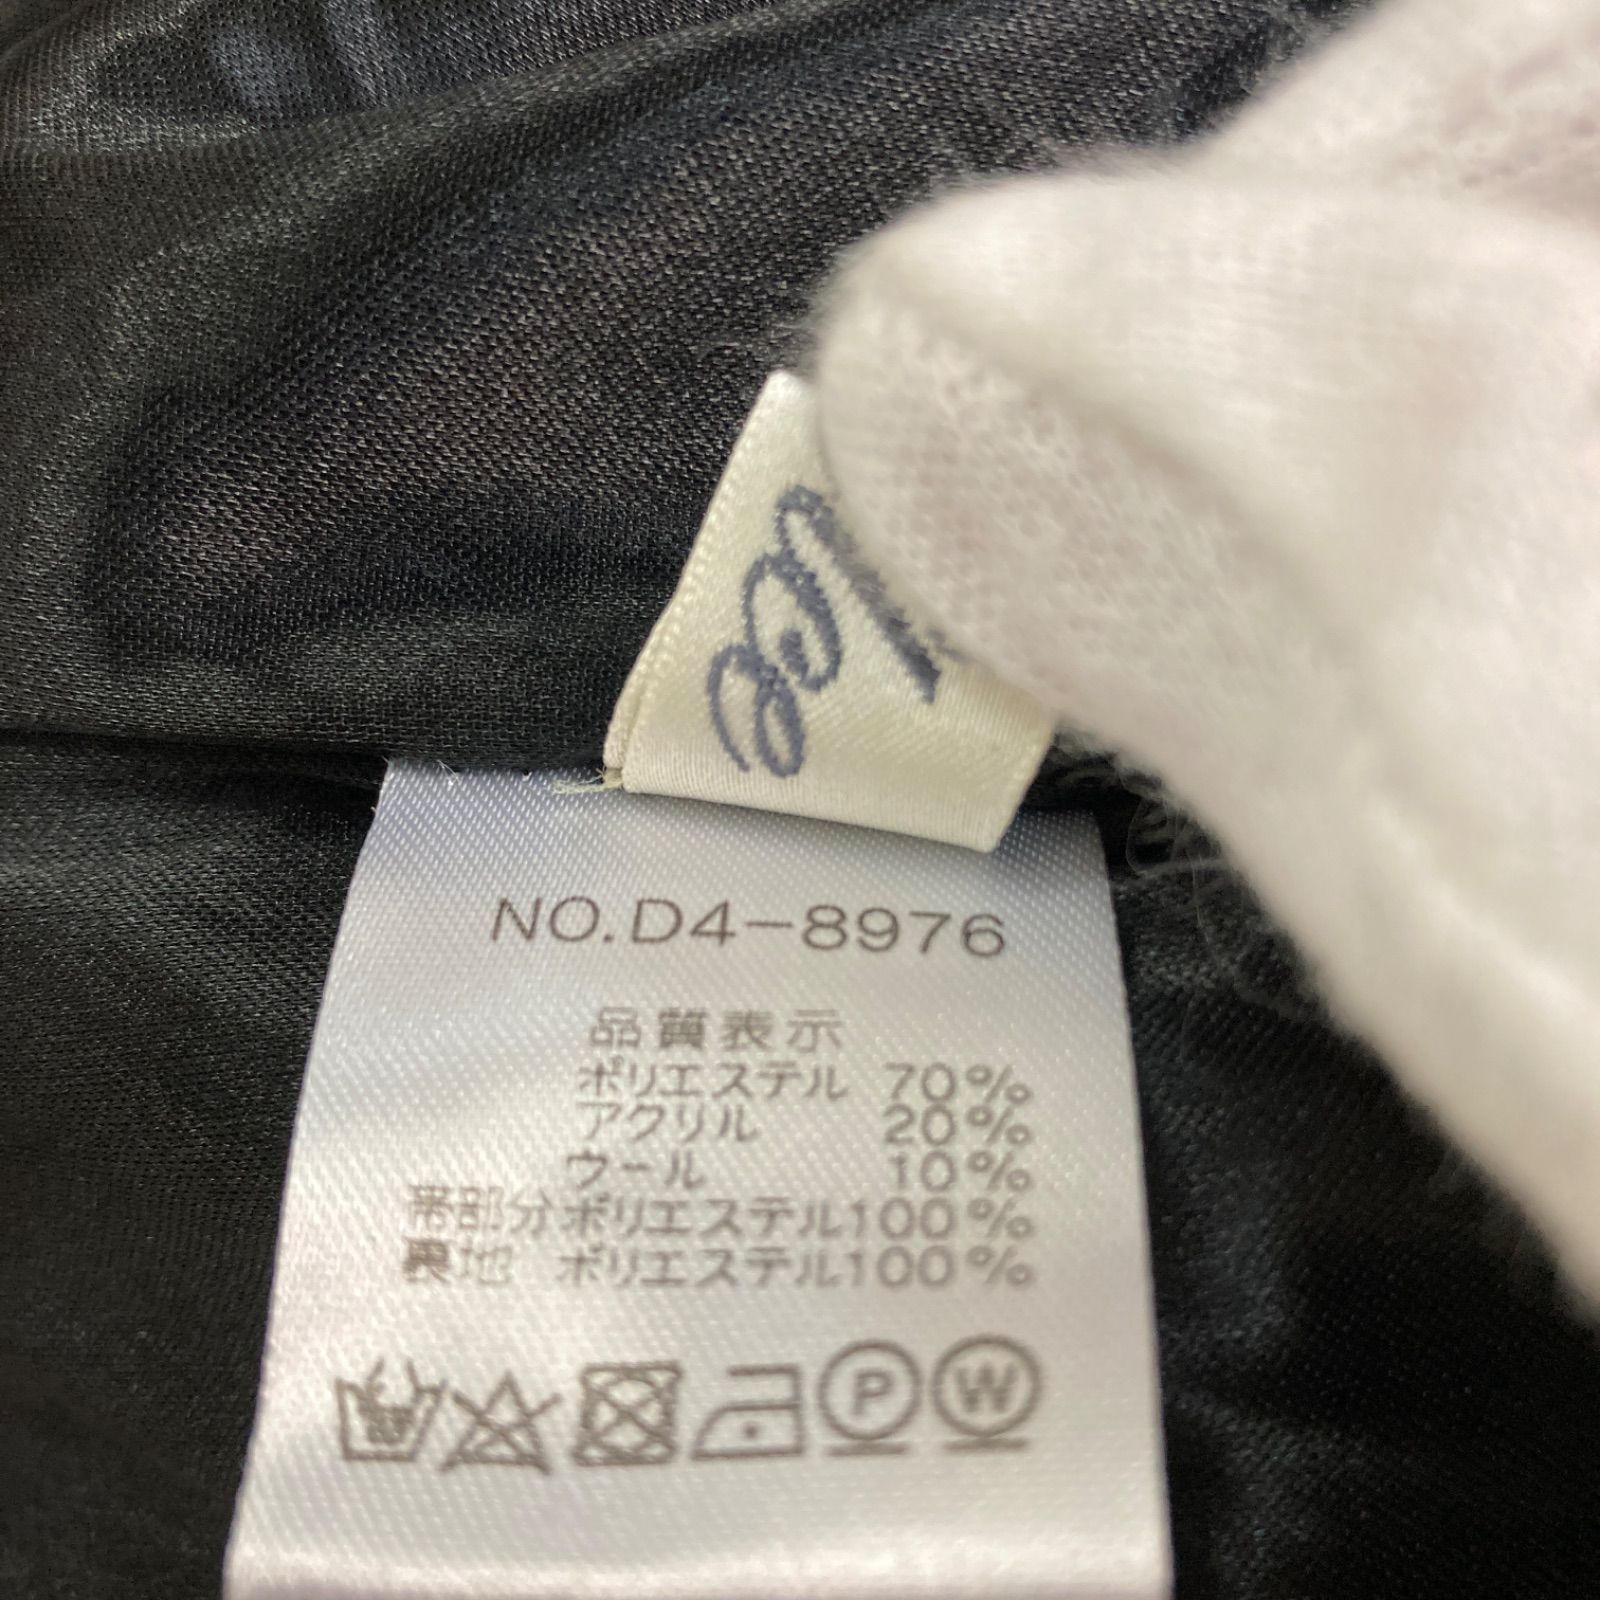 NO.D4-8976
品質表示
ポリエステル 70%
アクリル 20%
ウール 10%
帯部分ポリエステル100%
裏地 ポリエステル100%
P W